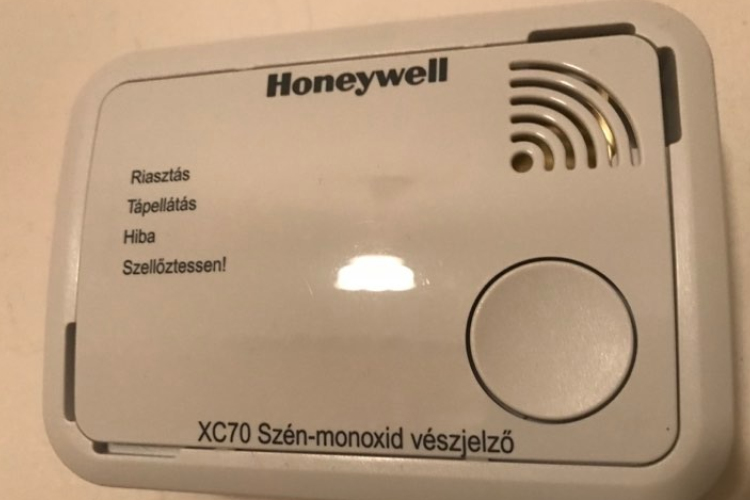 Honeywell
Riasztás
Tápellátás
Hiba
Szellőztessen!
XC70 Szén-monoxid vészjelző